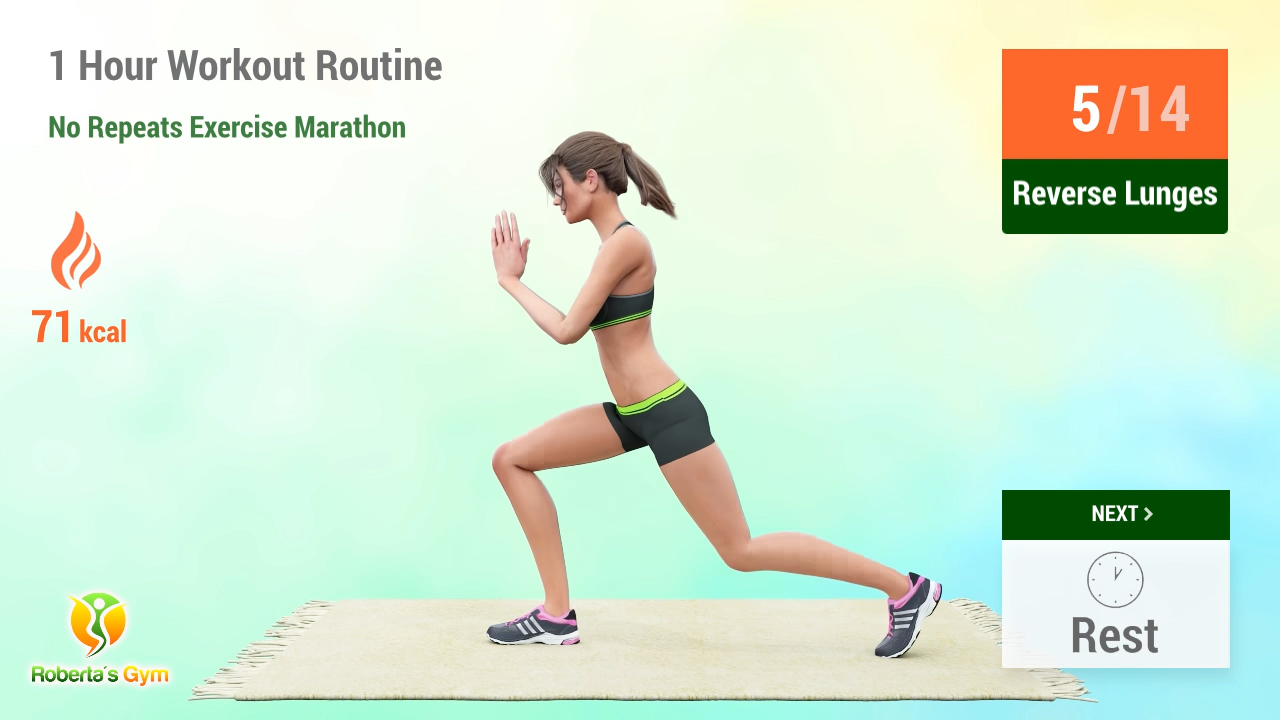 1 Hour Workout Routine
No Repeats Exercise Marathon
5/14
Reverse Lunges
71 kcal
NEXT >
Rest
Roberta´s Gym